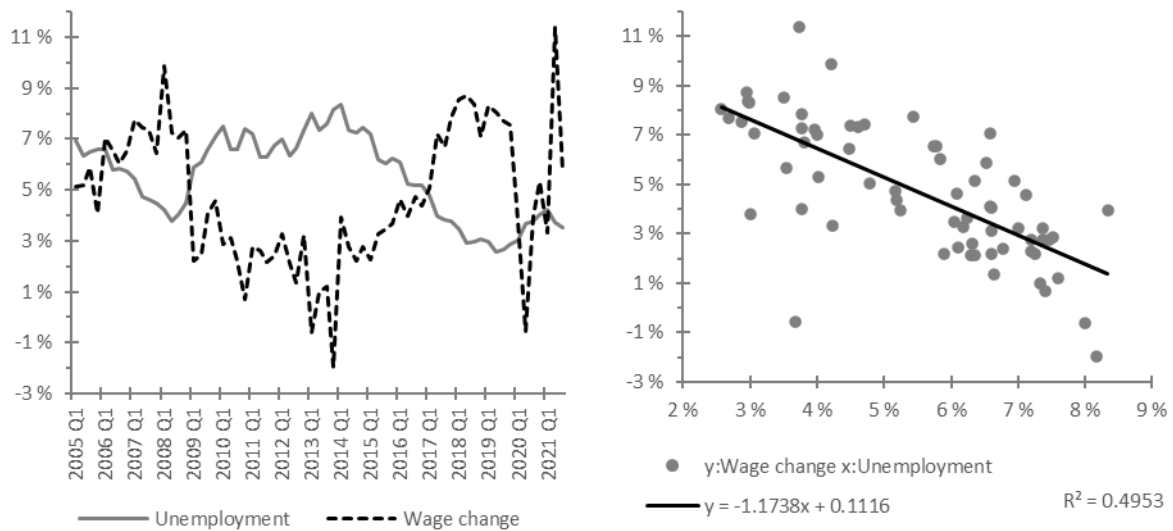 11 %
9 %
7 %
5 %
3 %
1 %
-1 %
-3 %
2005 Q1
2006 Q1
2007 Q1
2008 Q1
2009 Q1
2010 Q1
2011 Q1
2012 Q1
2013 Q1
2014 Q1
2015 Q1
2016 Q1
2017 Q1
2018 Q1
2019 Q1
2020 Q1
2021 Q1
Unemployment
Wage change
11 %
9 %
7 %
5 %
3 %
1 %
-1 %
-3 %
2 %
3 %
4 %
5 %
6 %
7 %
8 %
9 %
y:Wage change x:Unemployment
y = -1.1738x + 0.1116
R² = 0.4953